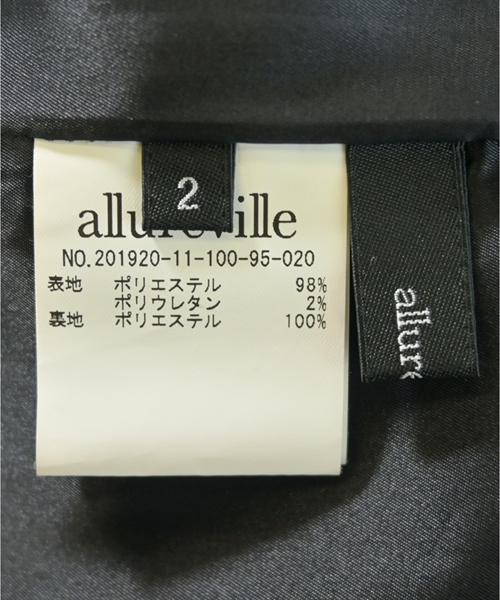 2
allureville
NO.201920-11-100-95-020
表地 ポリエステル 98%
ポリウレタン 2%
裏地 ポリエステル 100%
allure